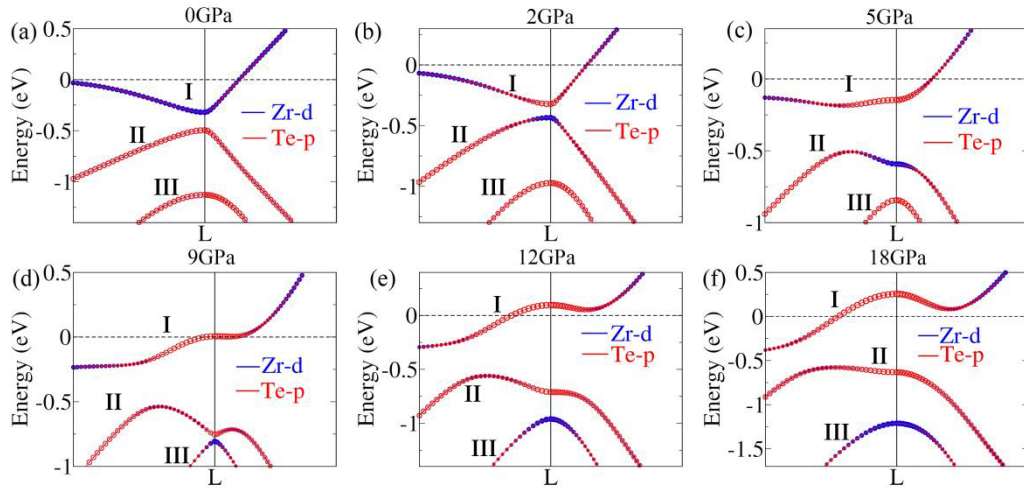 (a)
0GPa
0.5
0
-0.5
-1
Energy (eV)
I
II
III
Zr-d
Te-p
L
(b)
2GPa
0.5
0
-0.5
-1
Energy (eV)
I
II
III
Zr-d
Te-p
L
(c)
5GPa
0
-0.5
-1
Energy (eV)
I
II
III
Zr-d
Te-p
L
(d)
9GPa
0.5
0
-0.5
-1
Energy (eV)
I
II
III
Zr-d
Te-p
L
(e)
12GPa
0
-0.5
-1
Energy (eV)
I
II
III
Zr-d
Te-p
L
(f)
18GPa
0.5
0
-0.5
-1
-1.5
Energy (eV)
I
II
III
Zr-d
Te-p
L